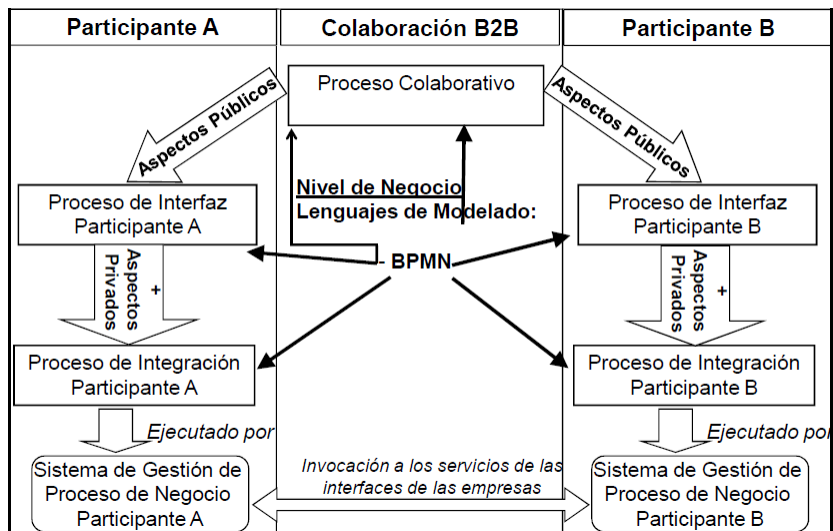 Participante A
Colaboración B2B
Participante B
Proceso Colaborativo
Aspectos Públicos
Aspectos Públicos
Nivel de Negocio
Lenguajes de Modelado:
- BPMN
Proceso de Interfaz
Participante A
Proceso de Interfaz
Participante B
+
Aspectos
Privados
+
Aspectos
Privados
Proceso de Integración
Participante A
Proceso de Integración
Participante B
Ejecutado por
Ejecutado por
Sistema de Gestión de
Proceso de Negocio
Participante A
Invocación a los servicios de las
interfaces de las empresas
Sistema de Gestión de
Proceso de Negocio
Participante B